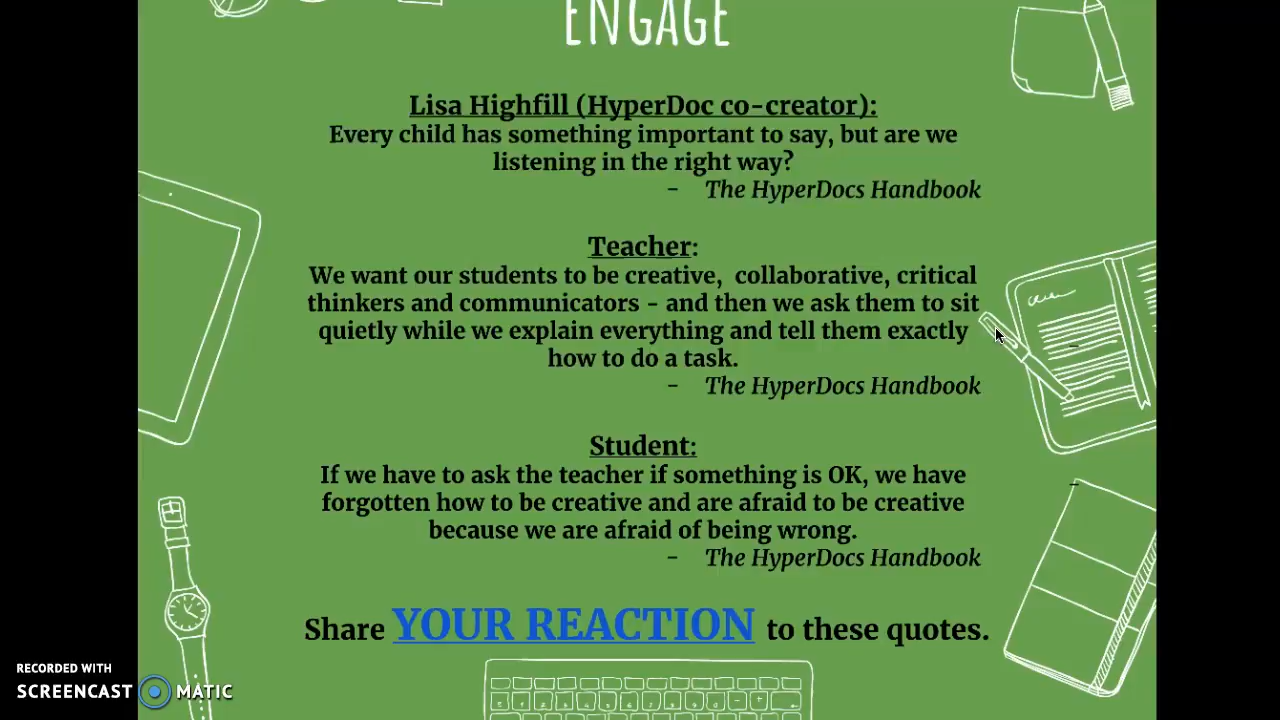 ENGAGE
Lisa Highfill (HyperDoc co-creator):
Every child has something important to say, but are we
listening in the right way?
- The HyperDocs Handbook
Teacher:
We want our students to be creative,  collaborative, critical
thinkers and communicators - and then we ask them to sit
quietly while we explain everything and tell them exactly
how to do a task.
- The HyperDocs Handbook
Student:
If we have to ask the teacher if something is OK, we have
forgotten how to be creative and are afraid to be creative
because we are afraid of being wrong.
- The HyperDocs Handbook
Share YOUR REACTION to these quotes.
RECORDED WITH
SCREENCAST MATIC